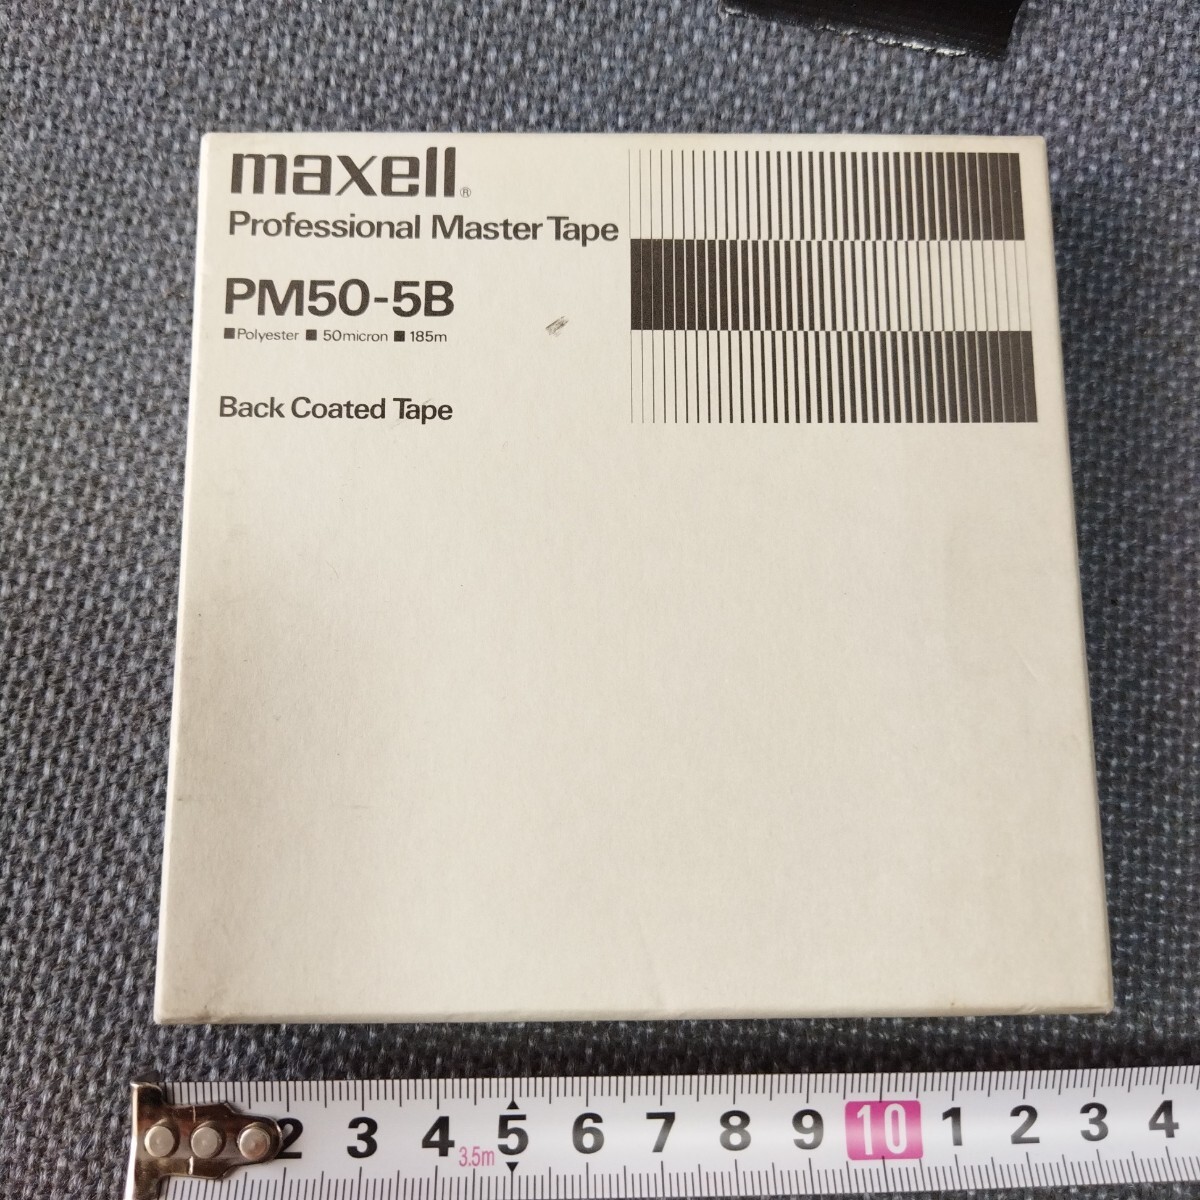 maxell®
Professional Master Tape
PM50-5B
■Polyester ■ 50micron ■ 185m
Back Coated Tape
2 3 4 5 6 7 8 9 10 1 2 3 4
3.5m